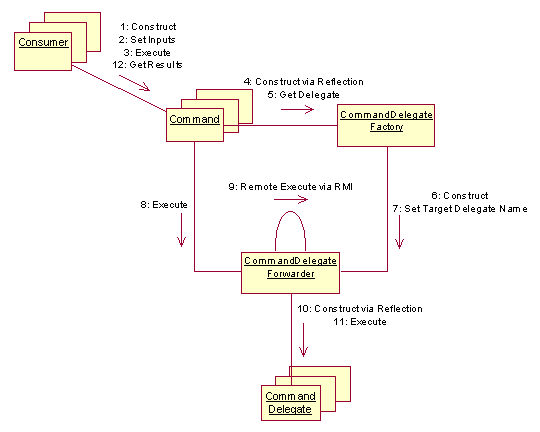 1: Construct
2: Set Inputs
3: Execute
12: Get Results
Consumer
4: Construct via Reflection
5: Get Delegate
Command
CommandDelegate
Factory
9: Remote Execute via RMI
8: Execute
6: Construct
7: Set Target Delegate Name
CommandDelegate
Forwarder
10: Construct via Reflection
11: Execute
Command
Delegate